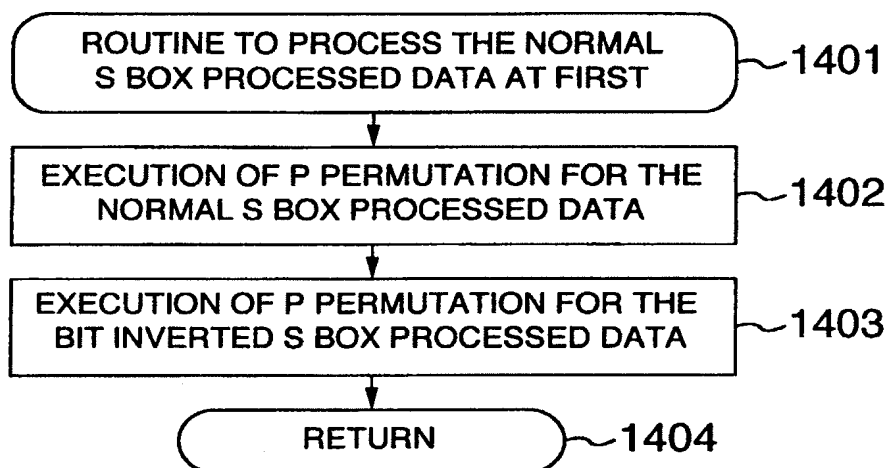 ROUTINE TO PROCESS THE NORMAL
S BOX PROCESSED DATA AT FIRST
1401
EXECUTION OF P PERMUTATION FOR THE
NORMAL S BOX PROCESSED DATA
1402
EXECUTION OF P PERMUTATION FOR THE
BIT INVERTED S BOX PROCESSED DATA
1403
RETURN
1404